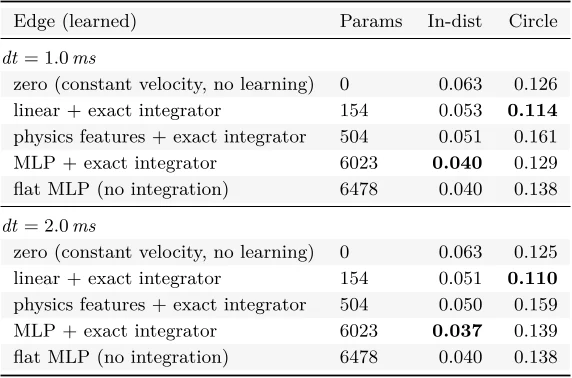 Edge (learned) Params In-dist Circle
dt = 1.0 ms
zero (constant velocity, no learning) 0 0.063 0.126
linear + exact integrator 154 0.053 0.114
physics features + exact integrator 504 0.051 0.161
MLP + exact integrator 6023 0.040 0.129
flat MLP (no integration) 6478 0.040 0.138
dt = 2.0 ms
zero (constant velocity, no learning) 0 0.063 0.125
linear + exact integrator 154 0.051 0.110
physics features + exact integrator 504 0.050 0.159
MLP + exact integrator 6023 0.037 0.139
flat MLP (no integration) 6478 0.040 0.138